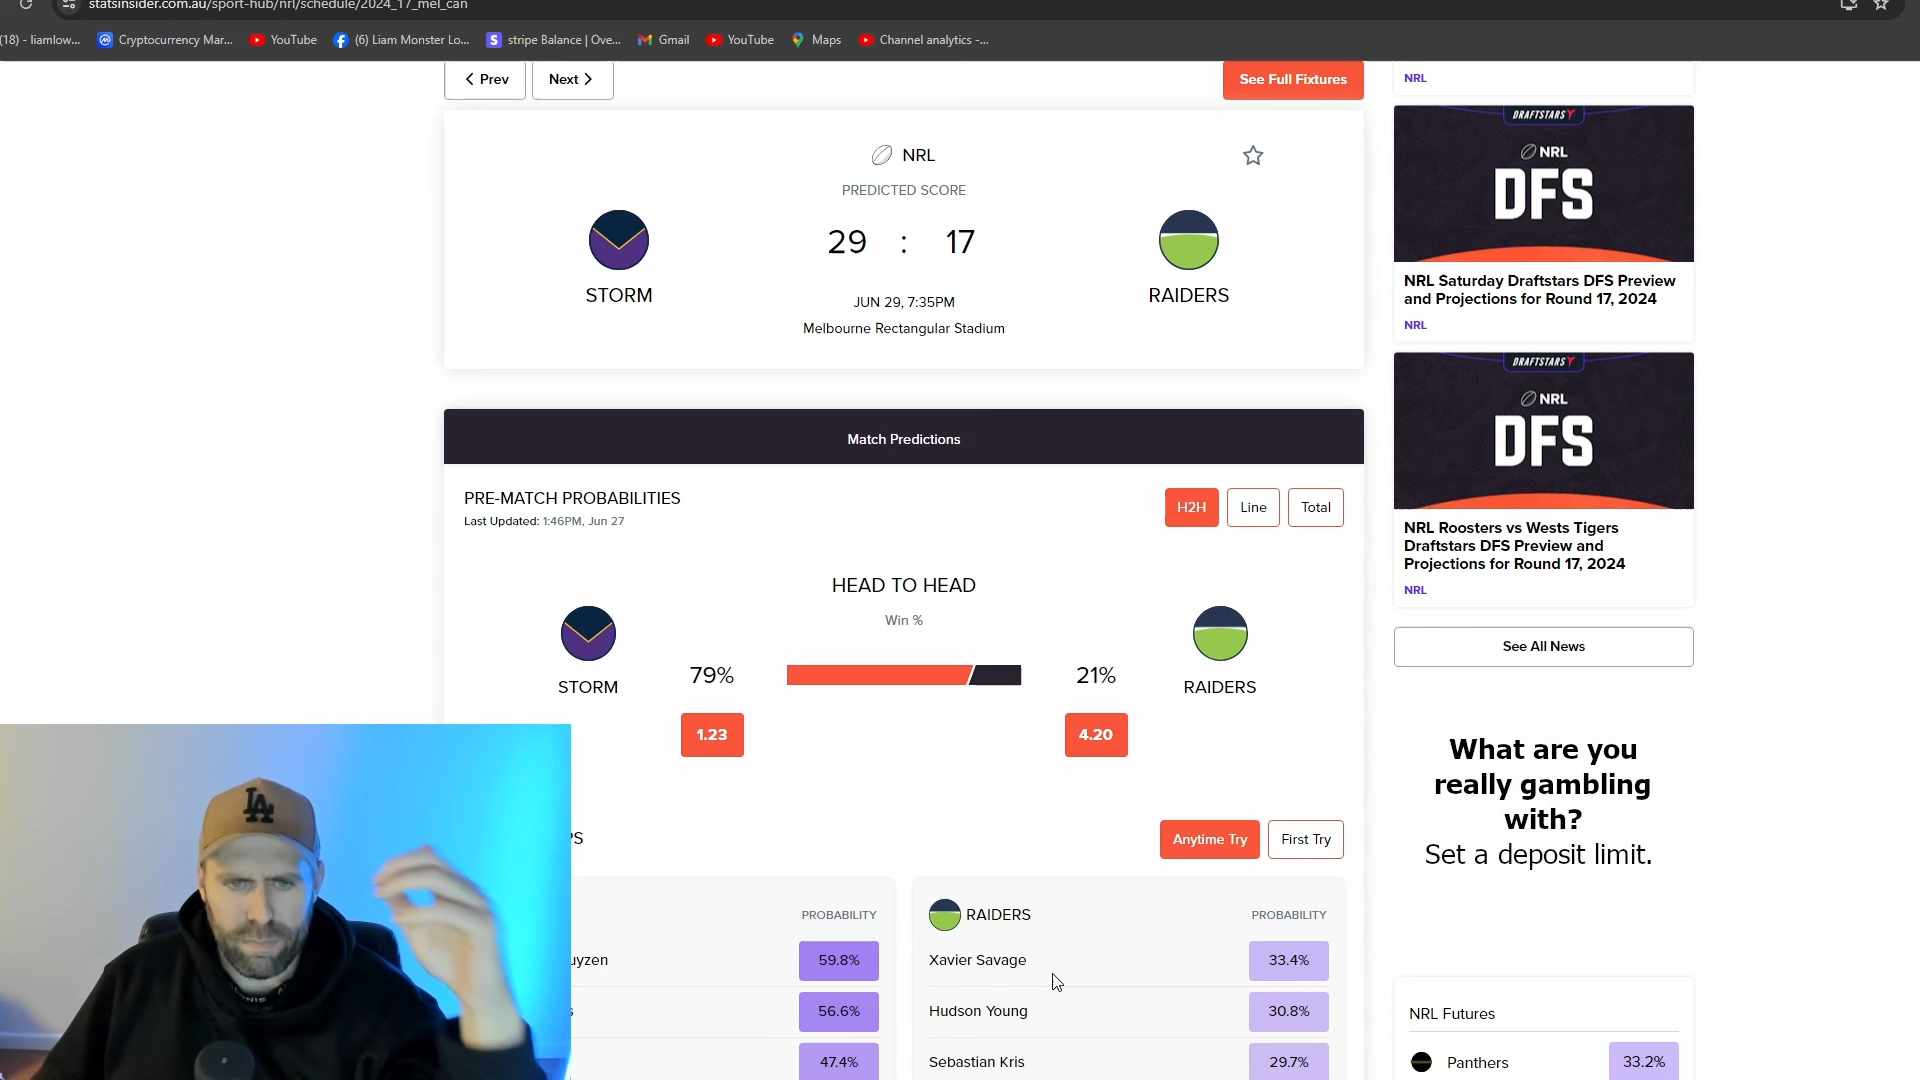 statsinsider.com.au/sport-hub/nrl/schedule/2024_17_mel_can
(18) - liamlow...
Cryptocurrency Mar...
YouTube
(6) Liam Monster Lo...
stripe Balance | Ove...
Gmail
YouTube
Maps
Channel analytics -...
Prev
Next
See Full Fixtures
NRL
PREDICTED SCORE
29 : 17
STORM
RAIDERS
JUN 29, 7:35PM
Melbourne Rectangular Stadium
Match Predictions
PRE-MATCH PROBABILITIES
Last Updated: 1:46PM, Jun 27
H2H
Line
Total
HEAD TO HEAD
Win %
79%
21%
STORM
RAIDERS
1.23
4.20
PS
Anytime Try
First Try
PROBABILITY
uyzen
59.8%
s
56.6%
47.4%
RAIDERS
PROBABILITY
Xavier Savage
33.4%
Hudson Young
30.8%
Sebastian Kris
29.7%
NRL
DRAFTSTARS
NRL
DFS
NRL Saturday Draftstars DFS Preview
and Projections for Round 17, 2024
NRL
DRAFTSTARS
NRL
DFS
NRL Roosters vs Wests Tigers
Draftstars DFS Preview and
Projections for Round 17, 2024
NRL
See All News
What are you
really gambling
with?
Set a deposit limit.
NRL Futures
Panthers
33.2%
LA